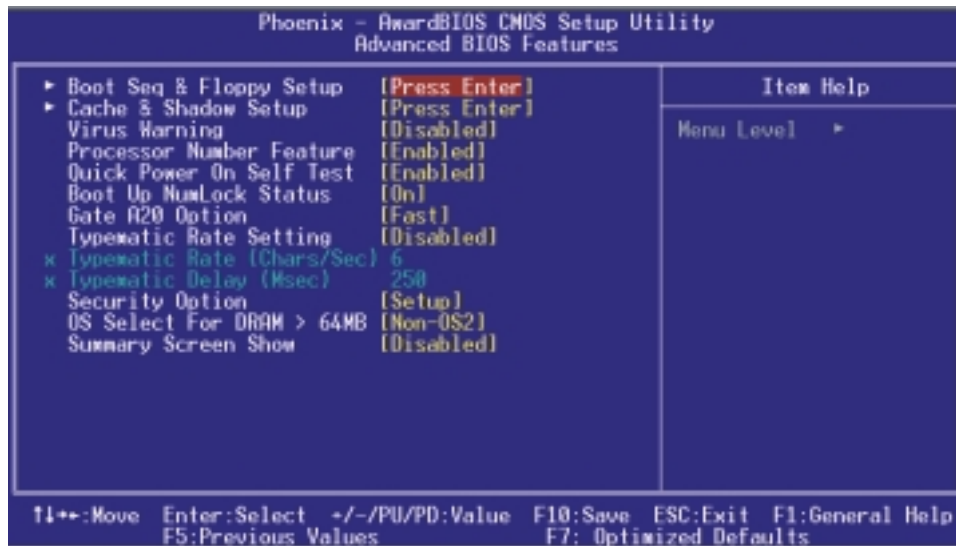 Phoenix - AwardBIOS CMOS Setup Utility
Advanced BIOS Features
► Boot Seq & Floppy Setup [Press Enter]
► Cache & Shadow Setup [Press Enter]
Virus Warning [Disabled]
Processor Number Feature [Enabled]
Quick Power On Self Test [Enabled]
Boot Up NumLock Status [On]
Gate A20 Option [Fast]
Typematic Rate Setting [Disabled]
x Typematic Rate (Chars/Sec) 6
x Typematic Delay (Msec) 250
Security Option [Setup]
OS Select For DRAM > 64MB [Non-OS2]
Summary Screen Show [Disabled]
Item Help
Menu Level ►
↑↓→←:Move Enter:Select +/-/PU/PD:Value F10:Save ESC:Exit F1:General Help
F5:Previous Values F7: Optimized Defaults